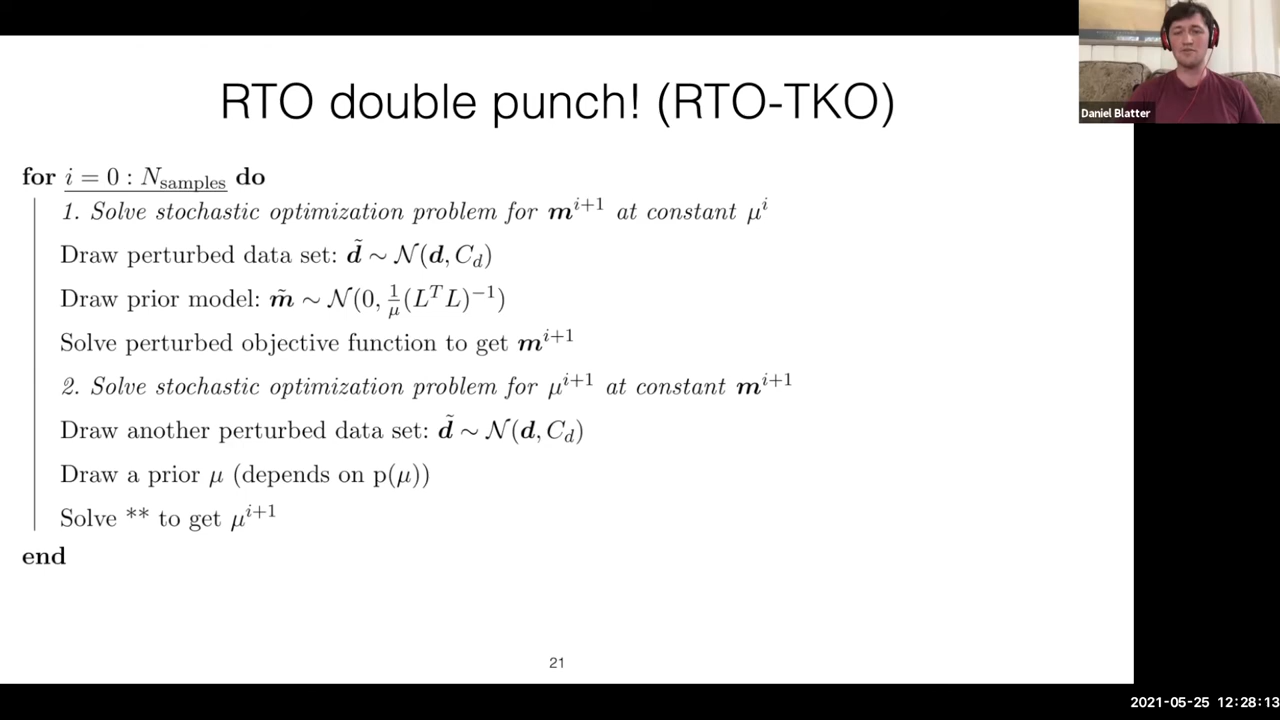 RTO double punch! (RTO-TKO)
Daniel Blatter
for i = 0 : N_samples do
1. Solve stochastic optimization problem for m^{i+1} at constant μ^i
Draw perturbed data set: d̃ ∼ N(d, C_d)
Draw prior model: m̃ ∼ N(0, 1/μ (L^T L)^{-1})
Solve perturbed objective function to get m^{i+1}
2. Solve stochastic optimization problem for μ^{i+1} at constant m^{i+1}
Draw another perturbed data set: d̃ ∼ N(d, C_d)
Draw a prior μ (depends on p(μ))
Solve ** to get μ^{i+1}
end
21
2021-05-25 12:28:13